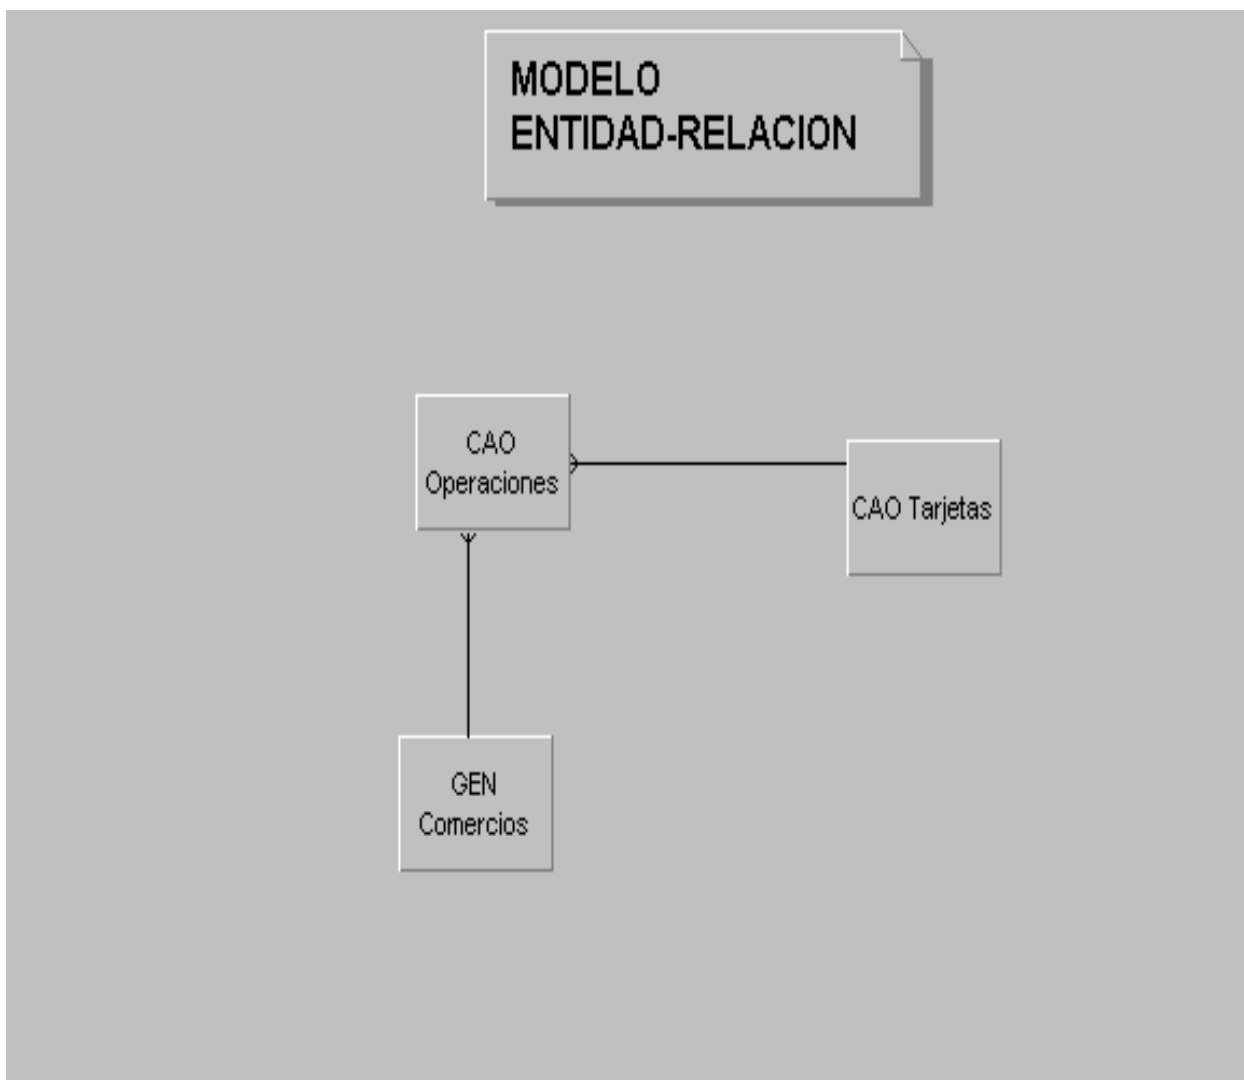 MODELO
ENTIDAD-RELACION
CAO
Operaciones
CAO Tarjetas
GEN
Comercios